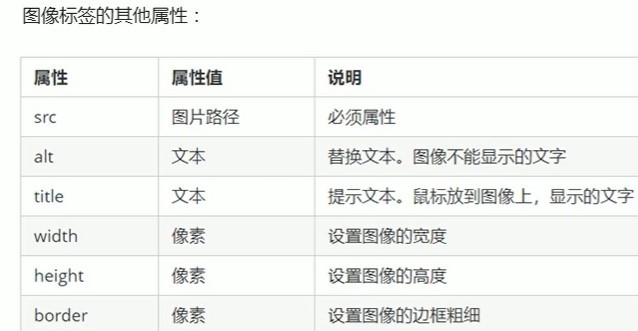 图像标签的其他属性：
属性 属性值 说明
src 图片路径 必须属性
alt 文本 替换文本。图像不能显示的文字
title 文本 提示文本。鼠标放到图像上，显示的文字
width 像素 设置图像的宽度
height 像素 设置图像的高度
border 像素 设置图像的边框粗细